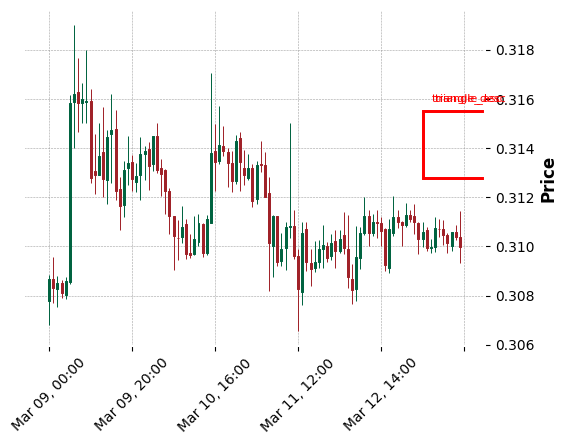 0.318
0.316
0.314
0.312
0.310
0.308
0.306
Price
Mar 09, 00:00
Mar 09, 20:00
Mar 10, 16:00
Mar 11, 12:00
Mar 12, 14:00